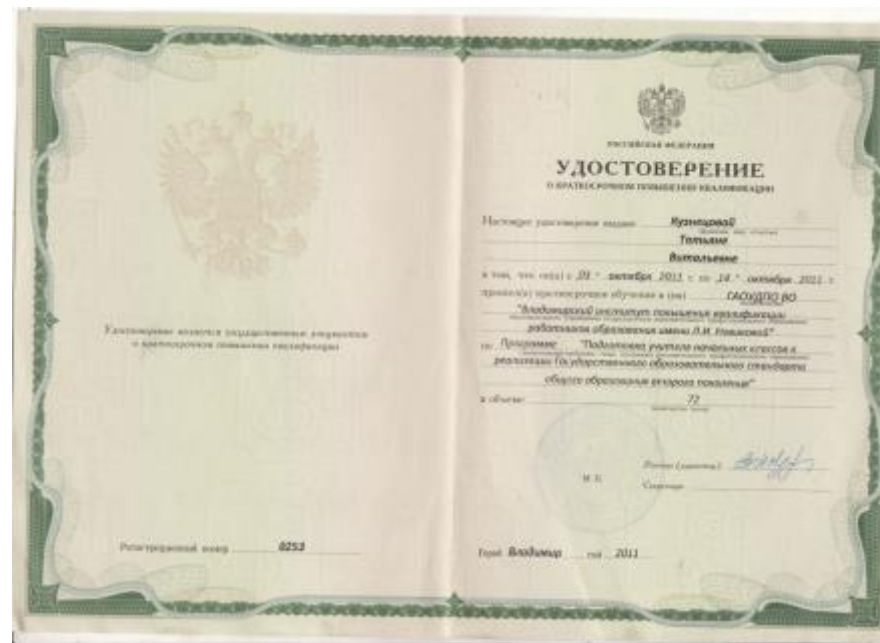 Удостоверение является государственным документом
о краткосрочном повышении квалификации
Регистрационный номер 0253
РОССИЙСКАЯ ФЕДЕРАЦИЯ
УДОСТОВЕРЕНИЕ
О КРАТКОСРОЧНОМ ПОВЫШЕНИИ КВАЛИФИКАЦИИ
Настоящее удостоверение выдано Кузнецовой
Татьяне
Витальевне
в том, что он(а) с 03 " октября 2011 г. по 14 " октября 2011 г.
прошел(а) краткосрочное обучение в (на) ГАОУДПО ВО
"Владимирский институт повышения квалификации
работников образования имени Л.И. Новиковой"
по Программе "Подготовка учителя начальных классов к
реализации Государственного образовательного стандарта
общего образования второго поколения"
в объеме 72
М. П. Ректор (директор)
Секретарь
Город Владимир год 2011